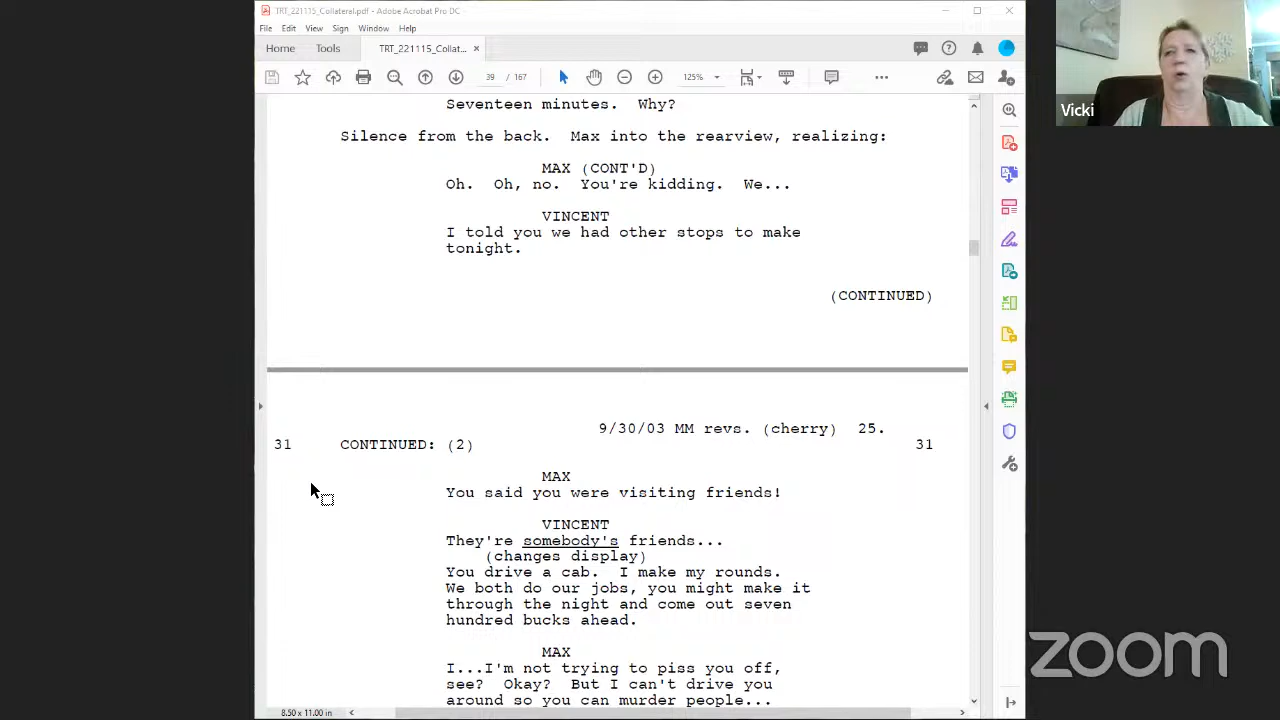 TRT_221115_Collateral.pdf - Adobe Acrobat Pro DC
File Edit View Sign Window Help
Home Tools TRT_221115_Collat... ×
39 / 167 125%
Seventeen minutes. Why?
Silence from the back. Max into the rearview, realizing:
MAX (CONT'D)
Oh. Oh, no. You're kidding. We...
VINCENT
I told you we had other stops to make
tonight.
(CONTINUED)
9/30/03 MM revs. (cherry) 25.
31 CONTINUED: (2) 31
MAX
You said you were visiting friends!
VINCENT
They're somebody's friends...
(changes display)
You drive a cab. I make my rounds.
We both do our jobs, you might make it
through the night and come out seven
hundred bucks ahead.
MAX
I...I'm not trying to piss you off,
see? Okay? But I can't drive you
around so you can murder people...
8.50 x 11.00 in
Vicki
zoom